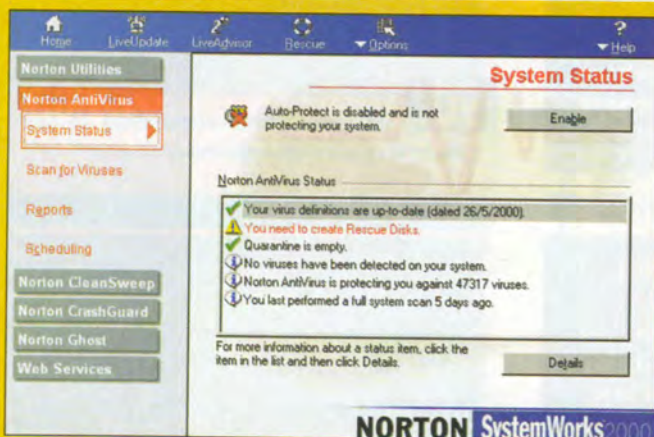 Home LiveUpdate LiveAdvisor Rescue Options Help
Norton Utilities
Norton AntiVirus
System Status
Scan for Viruses
Reports
Scheduling
Norton CleanSweep
Norton CrashGuard
Norton Ghost
Web Services
System Status
Auto-Protect is disabled and is not
protecting your system.
Enable
Norton AntiVirus Status
Your virus definitions are up-to-date (dated 26/5/2000).
You need to create Rescue Disks.
Quarantine is empty.
No viruses have been detected on your system.
Norton AntiVirus is protecting you against 47317 viruses.
You last performed a full system scan 5 days ago.
For more information about a status item, click the
item in the list and then click Details.
Details
NORTON SystemWorks 2000